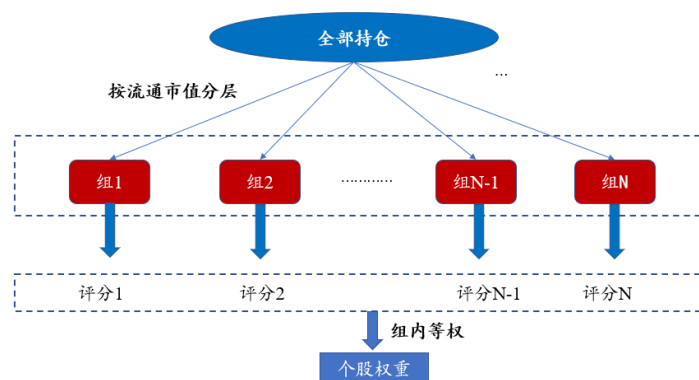 全部持仓
...
按流通市值分层
组1
组2
............
组N-1
组N
评分1
评分2
评分N-1
评分N
组内等权
个股权重